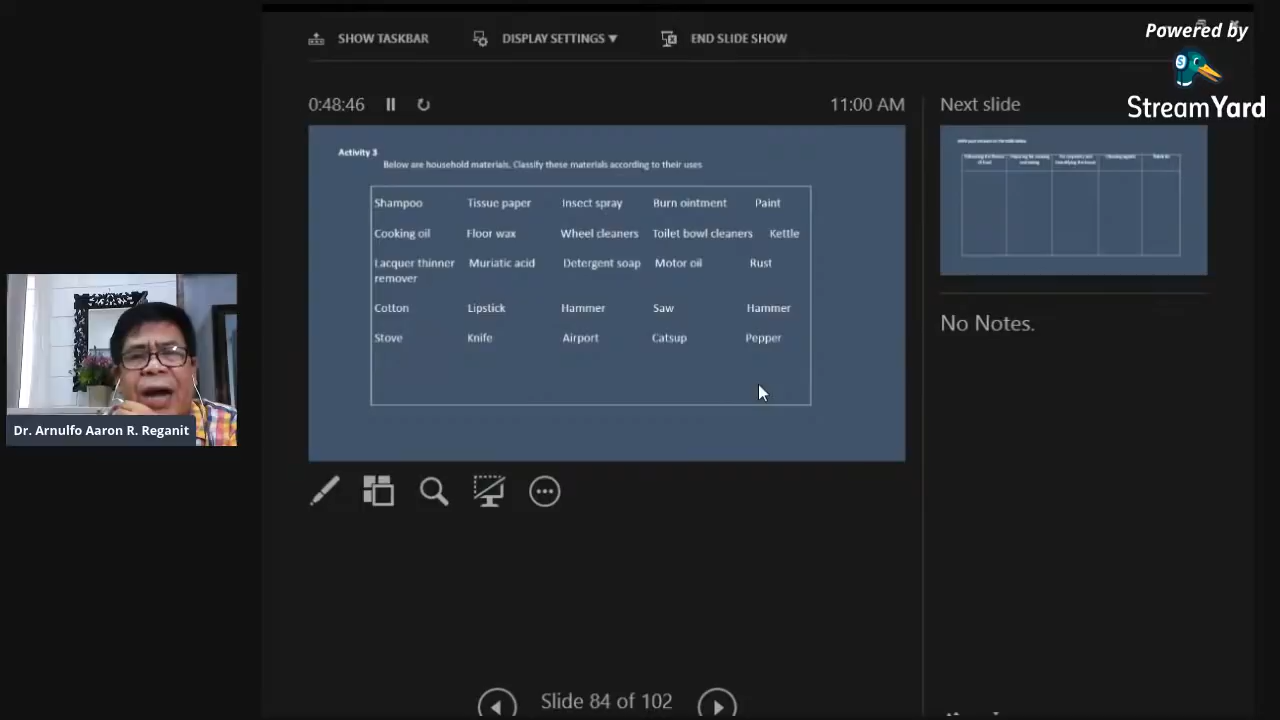 SHOW TASKBAR DISPLAY SETTINGS ▼ END SLIDE SHOW
Powered by
StreamYard
0:48:46 11:00 AM Next slide
Activity 3
Below are household materials. Classify these materials according to their uses
Shampoo Tissue paper Insect spray Burn ointment Paint
Cooking oil Floor wax Wheel cleaners Toilet bowl cleaners Kettle
Lacquer thinner Muriatic acid Detergent soap Motor oil Rust
remover
Cotton Lipstick Hammer Saw Hammer
Stove Knife Airport Catsup Pepper
No Notes.
Dr. Arnulfo Aaron R. Reganit
Slide 84 of 102